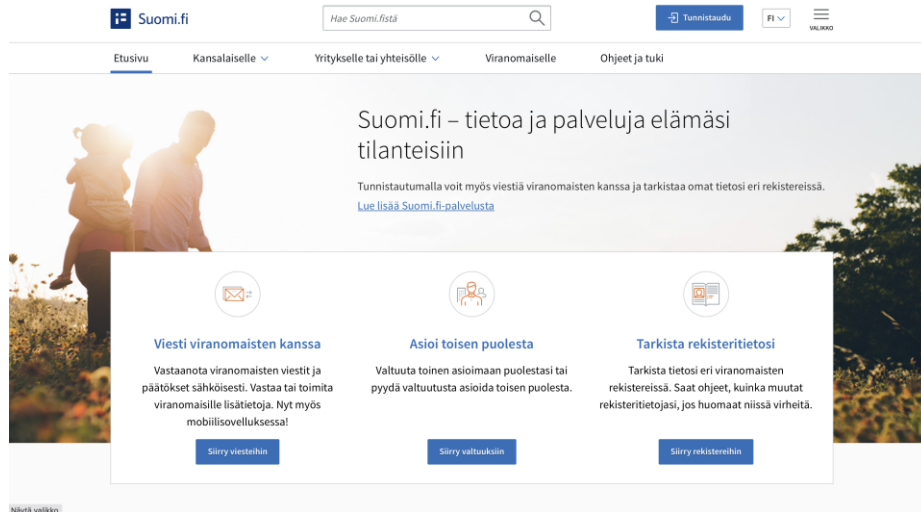 Suomi.fi
Hae Suomi.fistä
Tunnistaudu
FI
VALIKKO
Etusivu
Kansalaiselle
Yritykselle tai yhteisölle
Viranomaiselle
Ohjeet ja tuki
Suomi.fi – tietoa ja palveluja elämäsi
tilanteisiin
Tunnistautumalla voit myös viestiä viranomaisten kanssa ja tarkistaa omat tietosi eri rekistereissä.
Lue lisää Suomi.fi-palvelusta
Viesti viranomaisten kanssa
Vastaanota viranomaisten viestit ja
päätökset sähköisesti. Vastaa tai toimita
viranomaisille lisätietoja. Nyt myös
mobiilisovelluksessa!
Siirry viesteihin
Asioi toisen puolesta
Valtuuta toinen asioimaan puolestasi tai
pyydä valtuutusta asioida toisen puolesta.
Siirry valtuuksiin
Tarkista rekisteritietosi
Tarkista tietosi eri viranomaisten
rekistereissä. Saat ohjeet, kuinka muutat
rekisteritietojasi, jos huomaat niissä virheitä.
Siirry rekistereihin
Näytä valikko